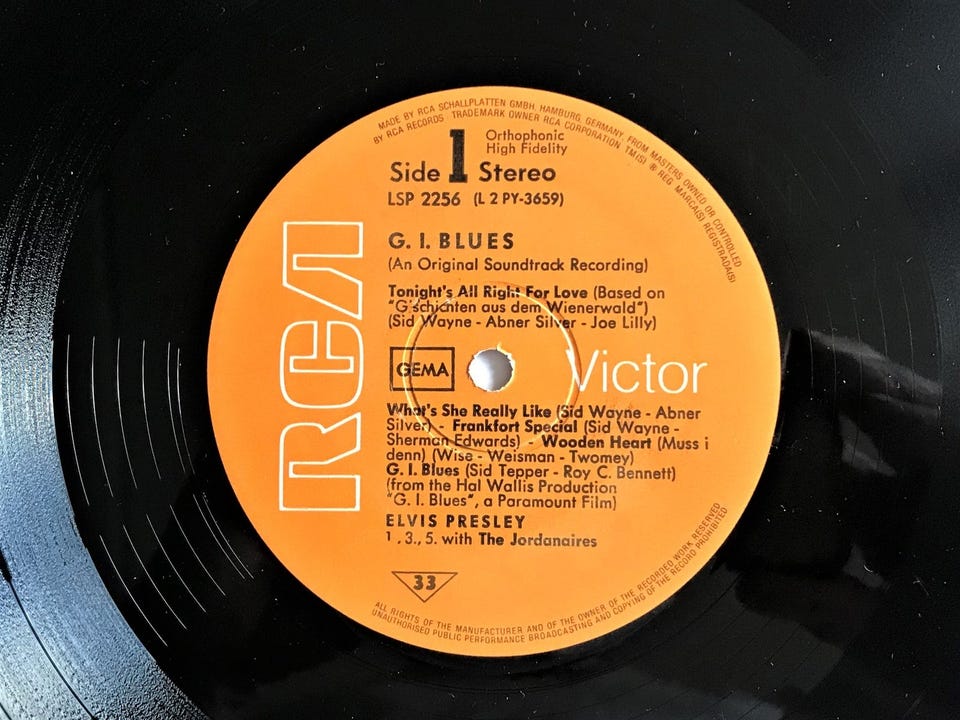 MADE BY RCA SCHALLPLATTEN GMBH, HAMBURG, GERMANY, FROM MASTERS OWNED OR CONTROLLED
BY RCA RECORDS TRADEMARK OWNER RCA CORPORATION TM(S) ® REG MARCA(S) REGISTRADA(S)
Orthophonic
High Fidelity
Side 1 Stereo
LSP 2256 (L 2 PY-3659)
RCA
G. I. BLUES
(An Original Soundtrack Recording)
Tonight's All Right For Love (Based on
"G'schichten aus dem Wienerwald")
(Sid Wayne - Abner Silver - Joe Lilly)
GEMA
Victor
What's She Really Like (Sid Wayne - Abner
Silver) - Frankfort Special (Sid Wayne -
Sherman Edwards) - Wooden Heart (Muss i
denn) (Wise - Weisman - Twomey)
G. I. Blues (Sid Tepper - Roy C. Bennett)
(from the Hal Wallis Production
"G. I. Blues", a Paramount Film)
ELVIS PRESLEY
1., 3., 5. with The Jordanaires
33
ALL RIGHTS OF THE MANUFACTURER AND OF THE OWNER OF THE RECORDED WORK RESERVED
UNAUTHORISED PUBLIC PERFORMANCE BROADCASTING AND COPYING OF THE RECORD PROHIBITED